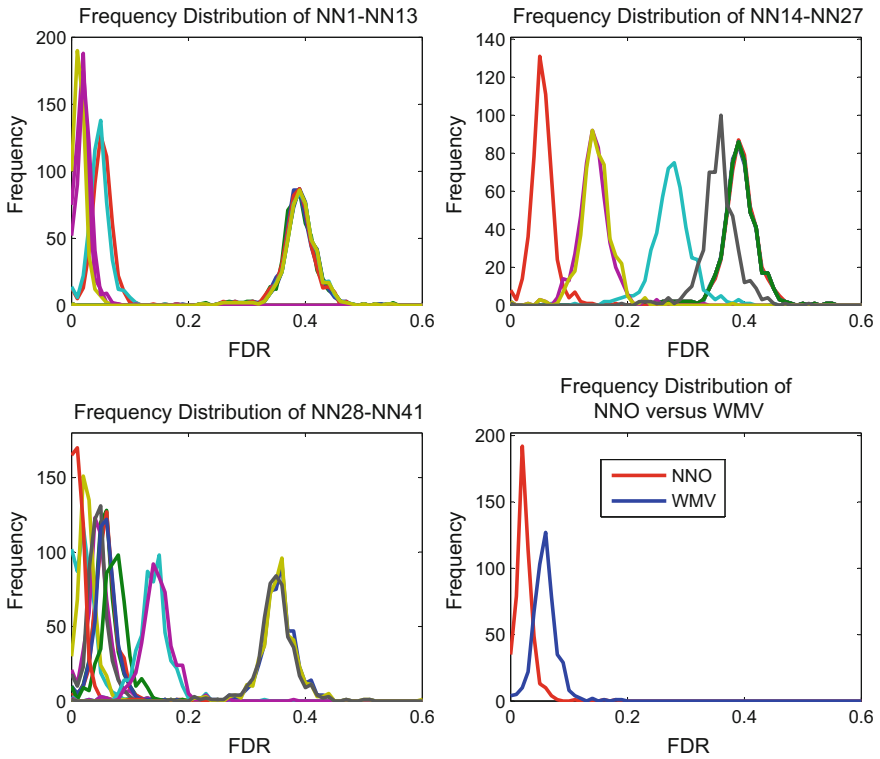 Frequency Distribution of NN1-NN13
200
150
100
50
0
0
0.2
0.4
0.6
Frequency
FDR
Frequency Distribution of NN14-NN27
140
120
100
80
60
40
20
0
0
0.2
0.4
0.6
Frequency
FDR
Frequency Distribution of NN28-NN41
150
100
50
0
0
0.2
0.4
0.6
Frequency
FDR
Frequency Distribution of
NNO versus WMV
200
150
100
50
0
0
0.2
0.4
0.6
Frequency
FDR
NNO
WMV